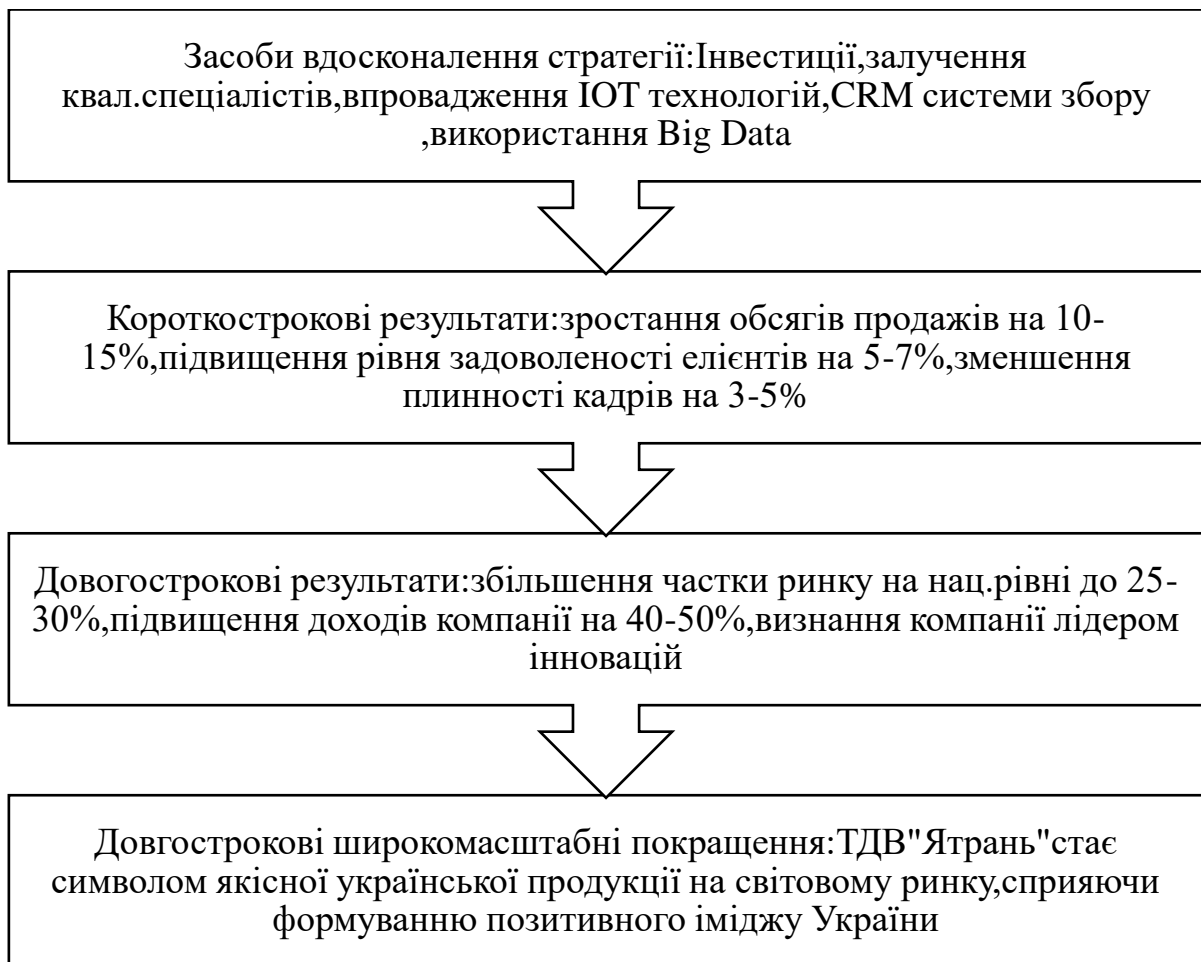 Засоби вдосконалення стратегії:Інвестиції,залучення
квал.спеціалістів,впровадження ІОТ технологій,CRM системи збору
,використання Big Data
Короткострокові результати:зростання обсягів продажів на 10-
15%,підвищення рівня задоволеності елієнтів на 5-7%,зменшення
плинності кадрів на 3-5%
Довогострокові результати:збільшення частки ринку на нац.рівні до 25-
30%,підвищення доходів компанії на 40-50%,визнання компанії лідером
інновацій
Довгострокові широкомасштабні покращення:ТДВ"Ятрань"стає
символом якісної української продукції на світовому ринку,сприяючи
формуванню позитивного іміджу України